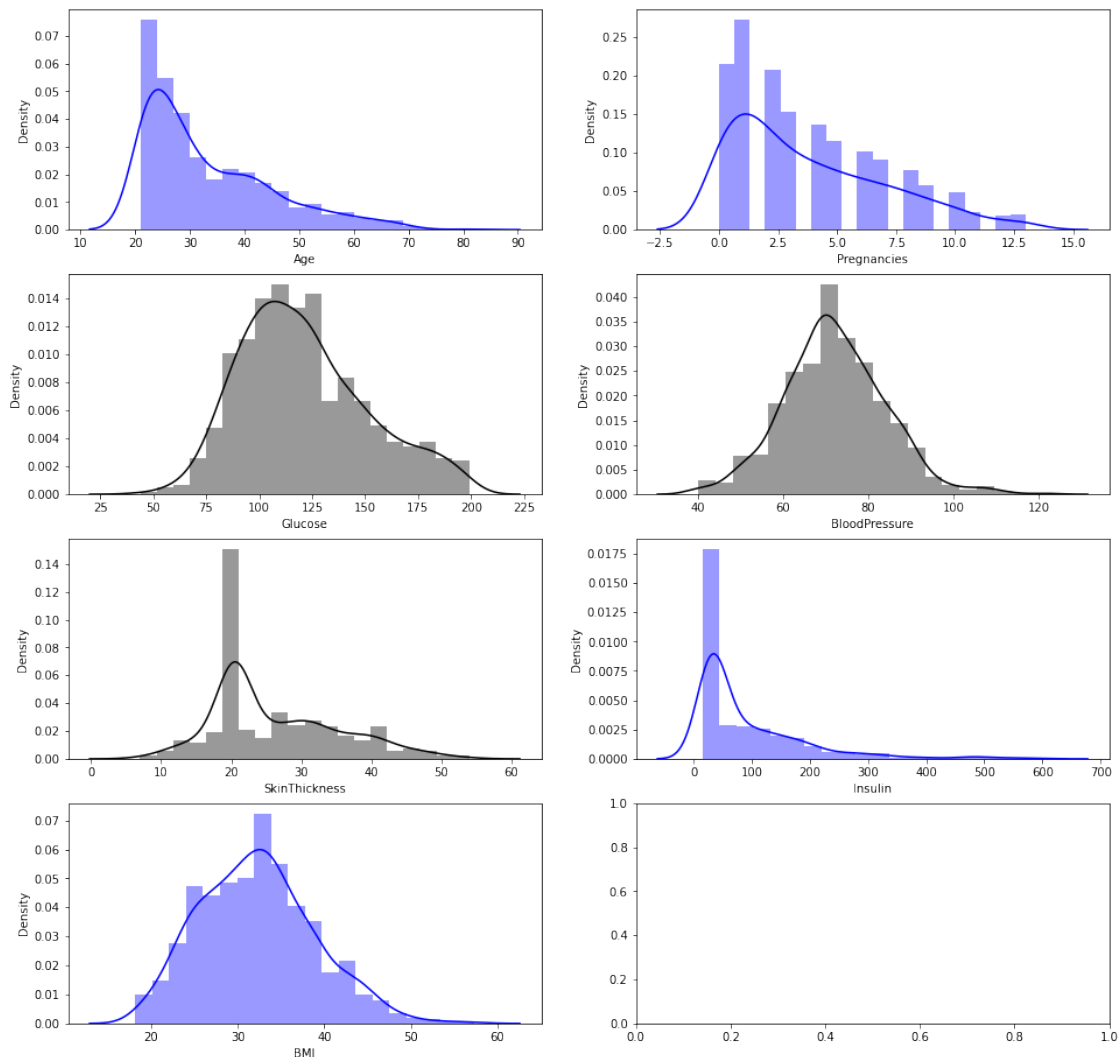 Density
0.07
0.06
0.05
0.04
0.03
0.02
0.01
0.00
10 20 30 40 50 60 70 80 90
Age
Density
0.25
0.20
0.15
0.10
0.05
0.00
−2.5 0.0 2.5 5.0 7.5 10.0 12.5 15.0
Pregnancies
Density
0.014
0.012
0.010
0.008
0.006
0.004
0.002
0.000
25 50 75 100 125 150 175 200 225
Glucose
Density
0.040
0.035
0.030
0.025
0.020
0.015
0.010
0.005
0.000
40 60 80 100 120
BloodPressure
Density
0.14
0.12
0.10
0.08
0.06
0.04
0.02
0.00
0 10 20 30 40 50 60
SkinThickness
Density
0.0175
0.0150
0.0125
0.0100
0.0075
0.0050
0.0025
0.0000
0 100 200 300 400 500 600 700
Insulin
Density
0.07
0.06
0.05
0.04
0.03
0.02
0.01
0.00
20 30 40 50 60
BMI
1.0
0.8
0.6
0.4
0.2
0.0
0.0 0.2 0.4 0.6 0.8 1.0